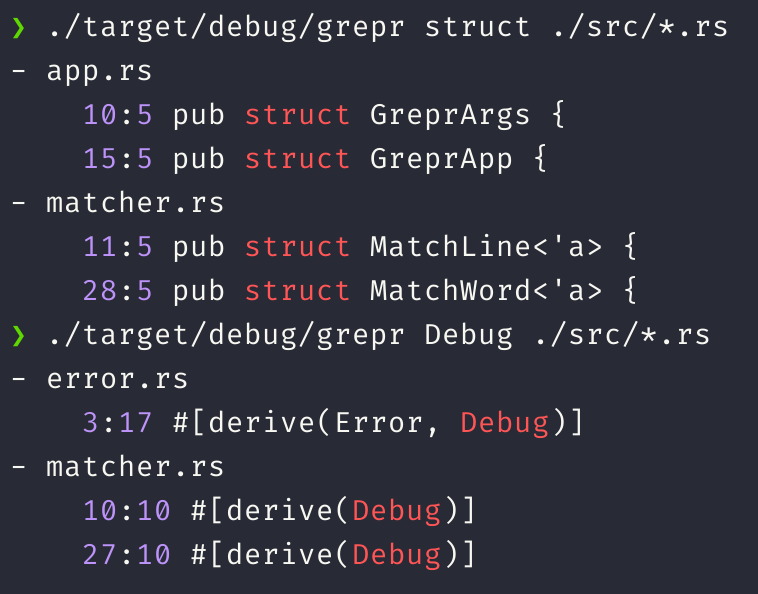 ❯ ./target/debug/grepr struct ./src/*.rs
- app.rs
    10:5 pub struct GreprArgs {
    15:5 pub struct GreprApp {
- matcher.rs
    11:5 pub struct MatchLine<'a> {
    28:5 pub struct MatchWord<'a> {
❯ ./target/debug/grepr Debug ./src/*.rs
- error.rs
    3:17 #[derive(Error, Debug)]
- matcher.rs
    10:10 #[derive(Debug)]
    27:10 #[derive(Debug)]